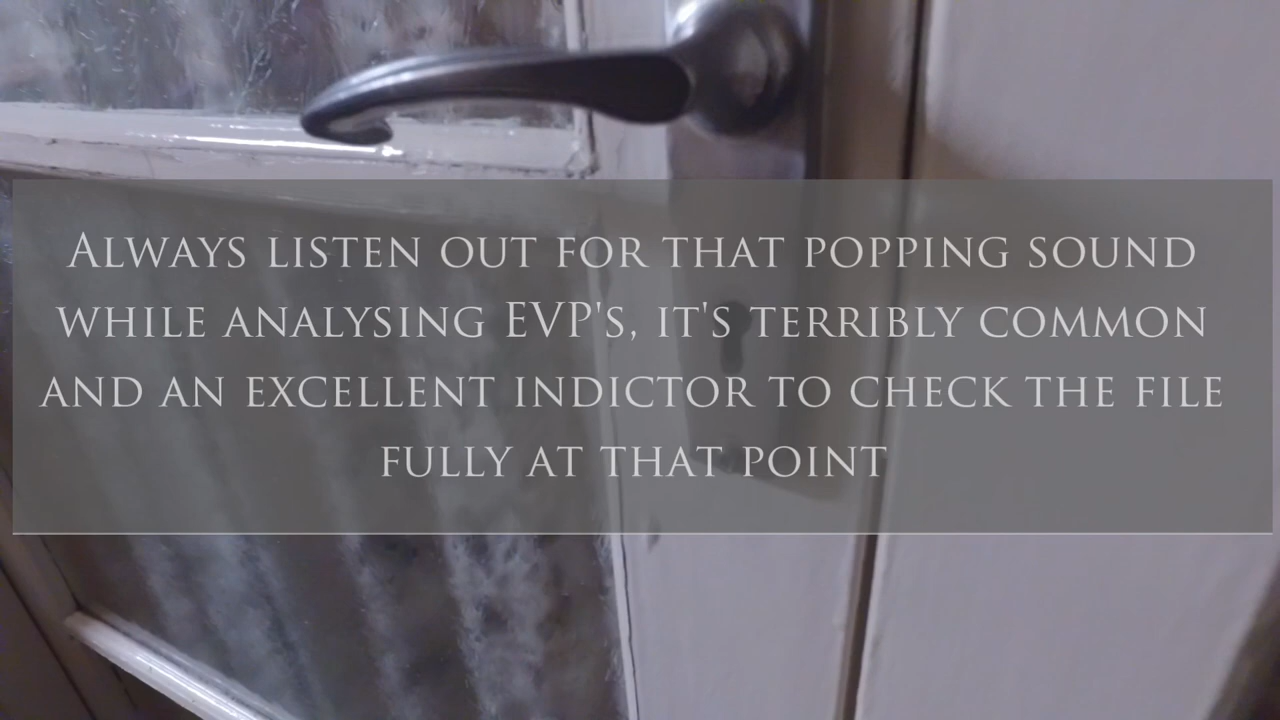 Always listen out for that popping sound
while analysing EVP's, it's terribly common
and an excellent indictor to check the file
fully at that point